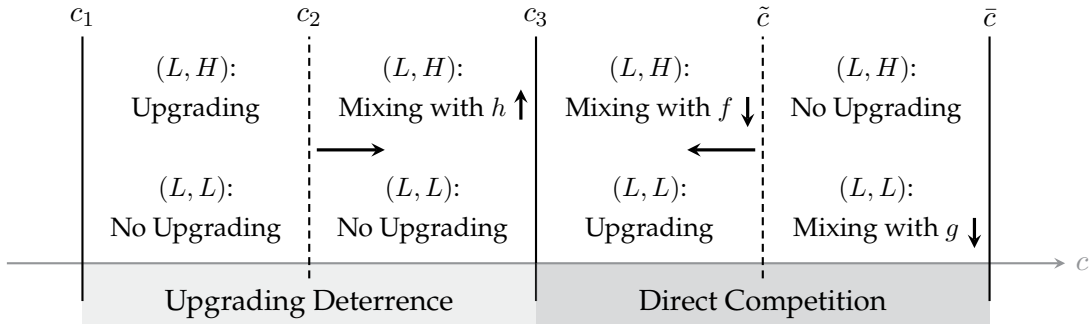 c₁ c₂ c₃ c̃ c̄
(L, H): (L, H): (L, H): (L, H):
Upgrading Mixing with h Mixing with f No Upgrading
(L, L): (L, L): (L, L): (L, L):
No Upgrading No Upgrading Upgrading Mixing with g
c
Upgrading Deterrence Direct Competition